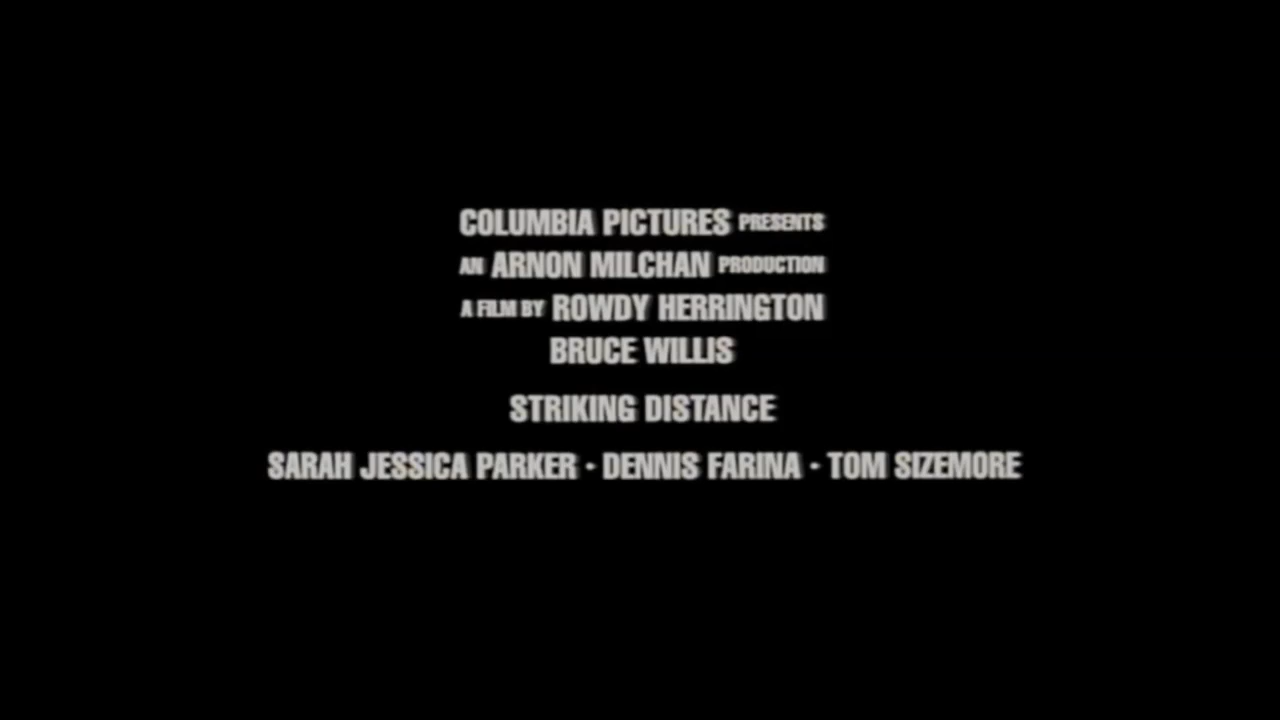 COLUMBIA PICTURES PRESENTS
AN ARNON MILCHAN PRODUCTION
A FILM BY ROWDY HERRINGTON
BRUCE WILLIS
STRIKING DISTANCE
SARAH JESSICA PARKER · DENNIS FARINA · TOM SIZEMORE